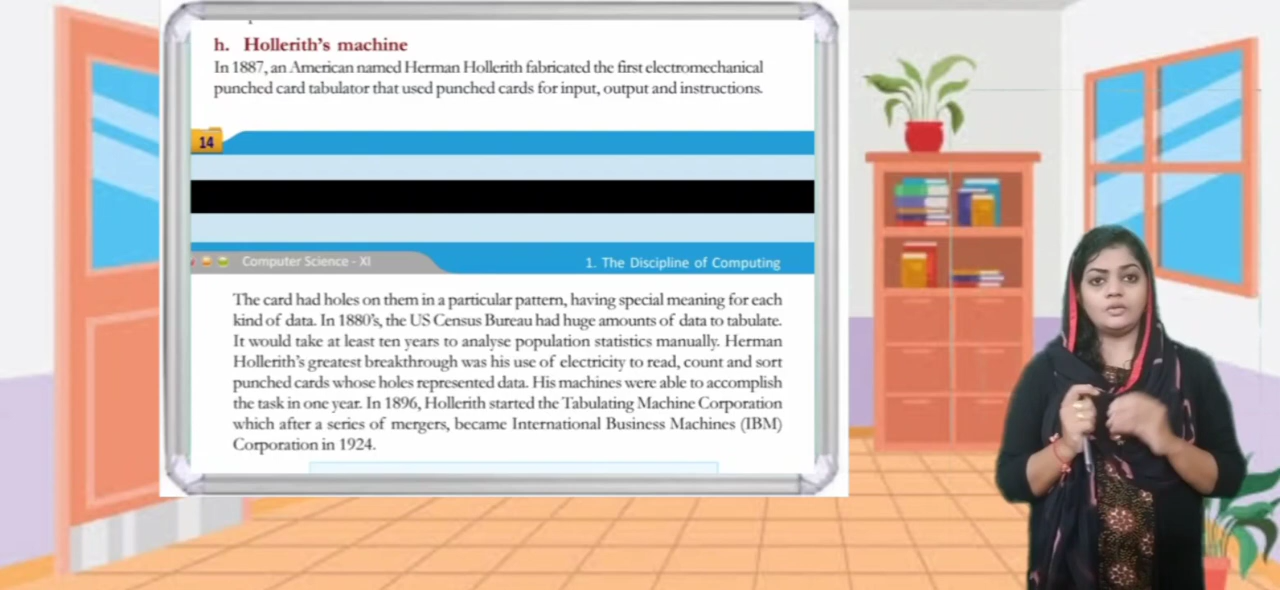 h. Hollerith's machine
In 1887, an American named Herman Hollerith fabricated the first electromechanical
punched card tabulator that used punched cards for input, output and instructions.
14
Computer Science - XI
1. The Discipline of Computing
The card had holes on them in a particular pattern, having special meaning for each
kind of data. In 1880's, the US Census Bureau had huge amounts of data to tabulate.
It would take at least ten years to analyse population statistics manually. Herman
Hollerith's greatest breakthrough was his use of electricity to read, count and sort
punched cards whose holes represented data. His machines were able to accomplish
the task in one year. In 1896, Hollerith started the Tabulating Machine Corporation
which after a series of mergers, became International Business Machines (IBM)
Corporation in 1924.